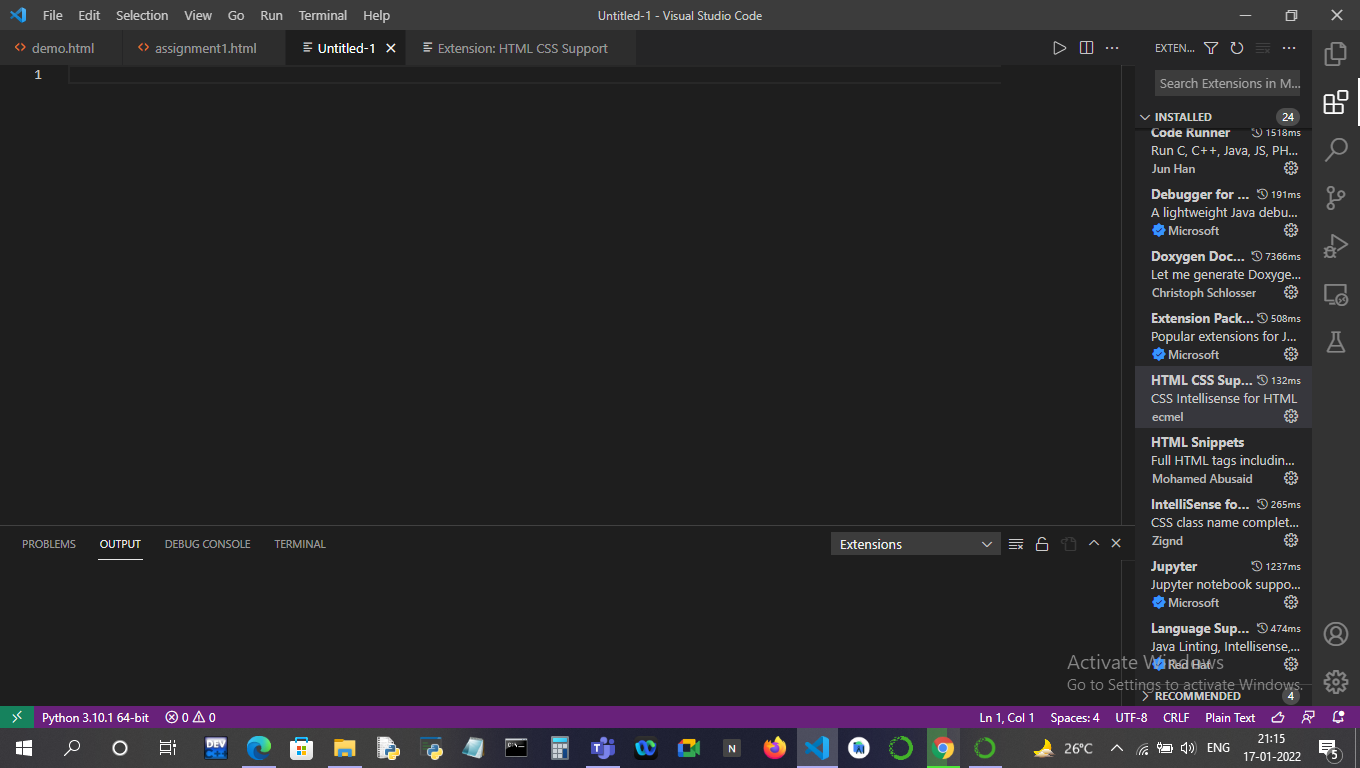 File Edit Selection View Go Run Terminal Help
Untitled-1 - Visual Studio Code
demo.html
assignment1.html
Untitled-1
Extension: HTML CSS Support
EXTEN...
1
Search Extensions in M...
INSTALLED 24
Code Runner 1518ms
Run C, C++, Java, JS, PH...
Jun Han
Debugger for ... 191ms
A lightweight Java debu...
Microsoft
Doxygen Doc... 7366ms
Let me generate Doxyge...
Christoph Schlosser
Extension Pack... 508ms
Popular extensions for J...
Microsoft
HTML CSS Sup... 132ms
CSS Intellisense for HTML
ecmel
HTML Snippets
Full HTML tags includin...
Mohamed Abusaid
IntelliSense fo... 265ms
CSS class name complet...
Zignd
Jupyter 1237ms
Jupyter notebook suppo...
Microsoft
Language Sup... 474ms
Java Linting, Intellisense,...
Red Hat
RECOMMENDED 4
PROBLEMS OUTPUT DEBUG CONSOLE TERMINAL
Extensions
Activate Windows
Go to Settings to activate Windows.
Python 3.10.1 64-bit 0 0
Ln 1, Col 1 Spaces: 4 UTF-8 CRLF Plain Text
DEV
N
26°C
ENG
21:15
17-01-2022
5